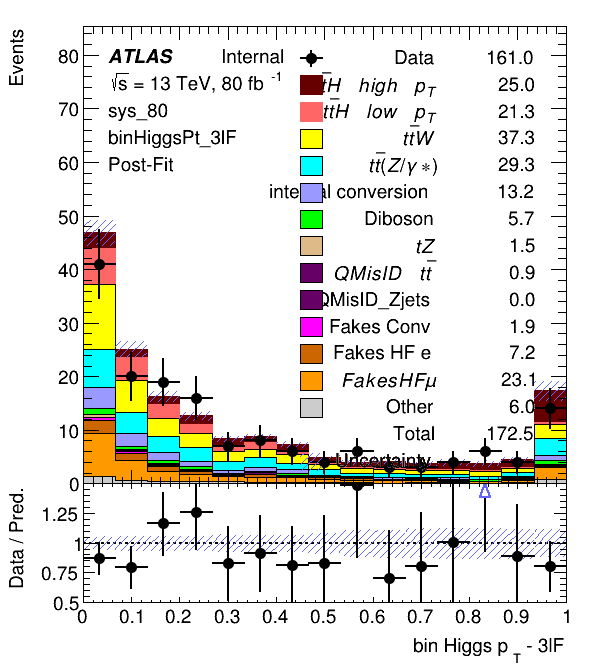 Events
80
70
60
50
40
30
20
10
0
ATLAS Internal
√s = 13 TeV, 80 fb⁻¹
sys_80
binHiggsPt_3lF
Post-Fit
Data 161.0
tt̄H high p_T 25.0
tt̄H low p_T 21.3
tt̄W 37.3
tt̄(Z/γ*) 29.3
internal conversion 13.2
Diboson 5.7
tZ 1.5
QMisID tt̄ 0.9
QMisID_Zjets 0.0
Fakes Conv 1.9
Fakes HF e 7.2
FakesHFμ 23.1
Other 6.0
Total 172.5
Uncertainty
Data / Pred.
1.25
1
0.75
0.5
0 0.1 0.2 0.3 0.4 0.5 0.6 0.7 0.8 0.9 1
bin Higgs p_T - 3lF